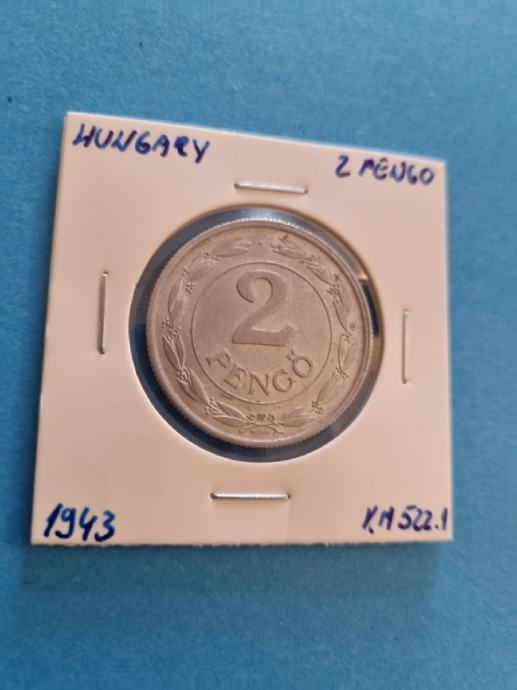 HUNGARY
2 PENGO
2
PENGŐ
1943
KM 522.1